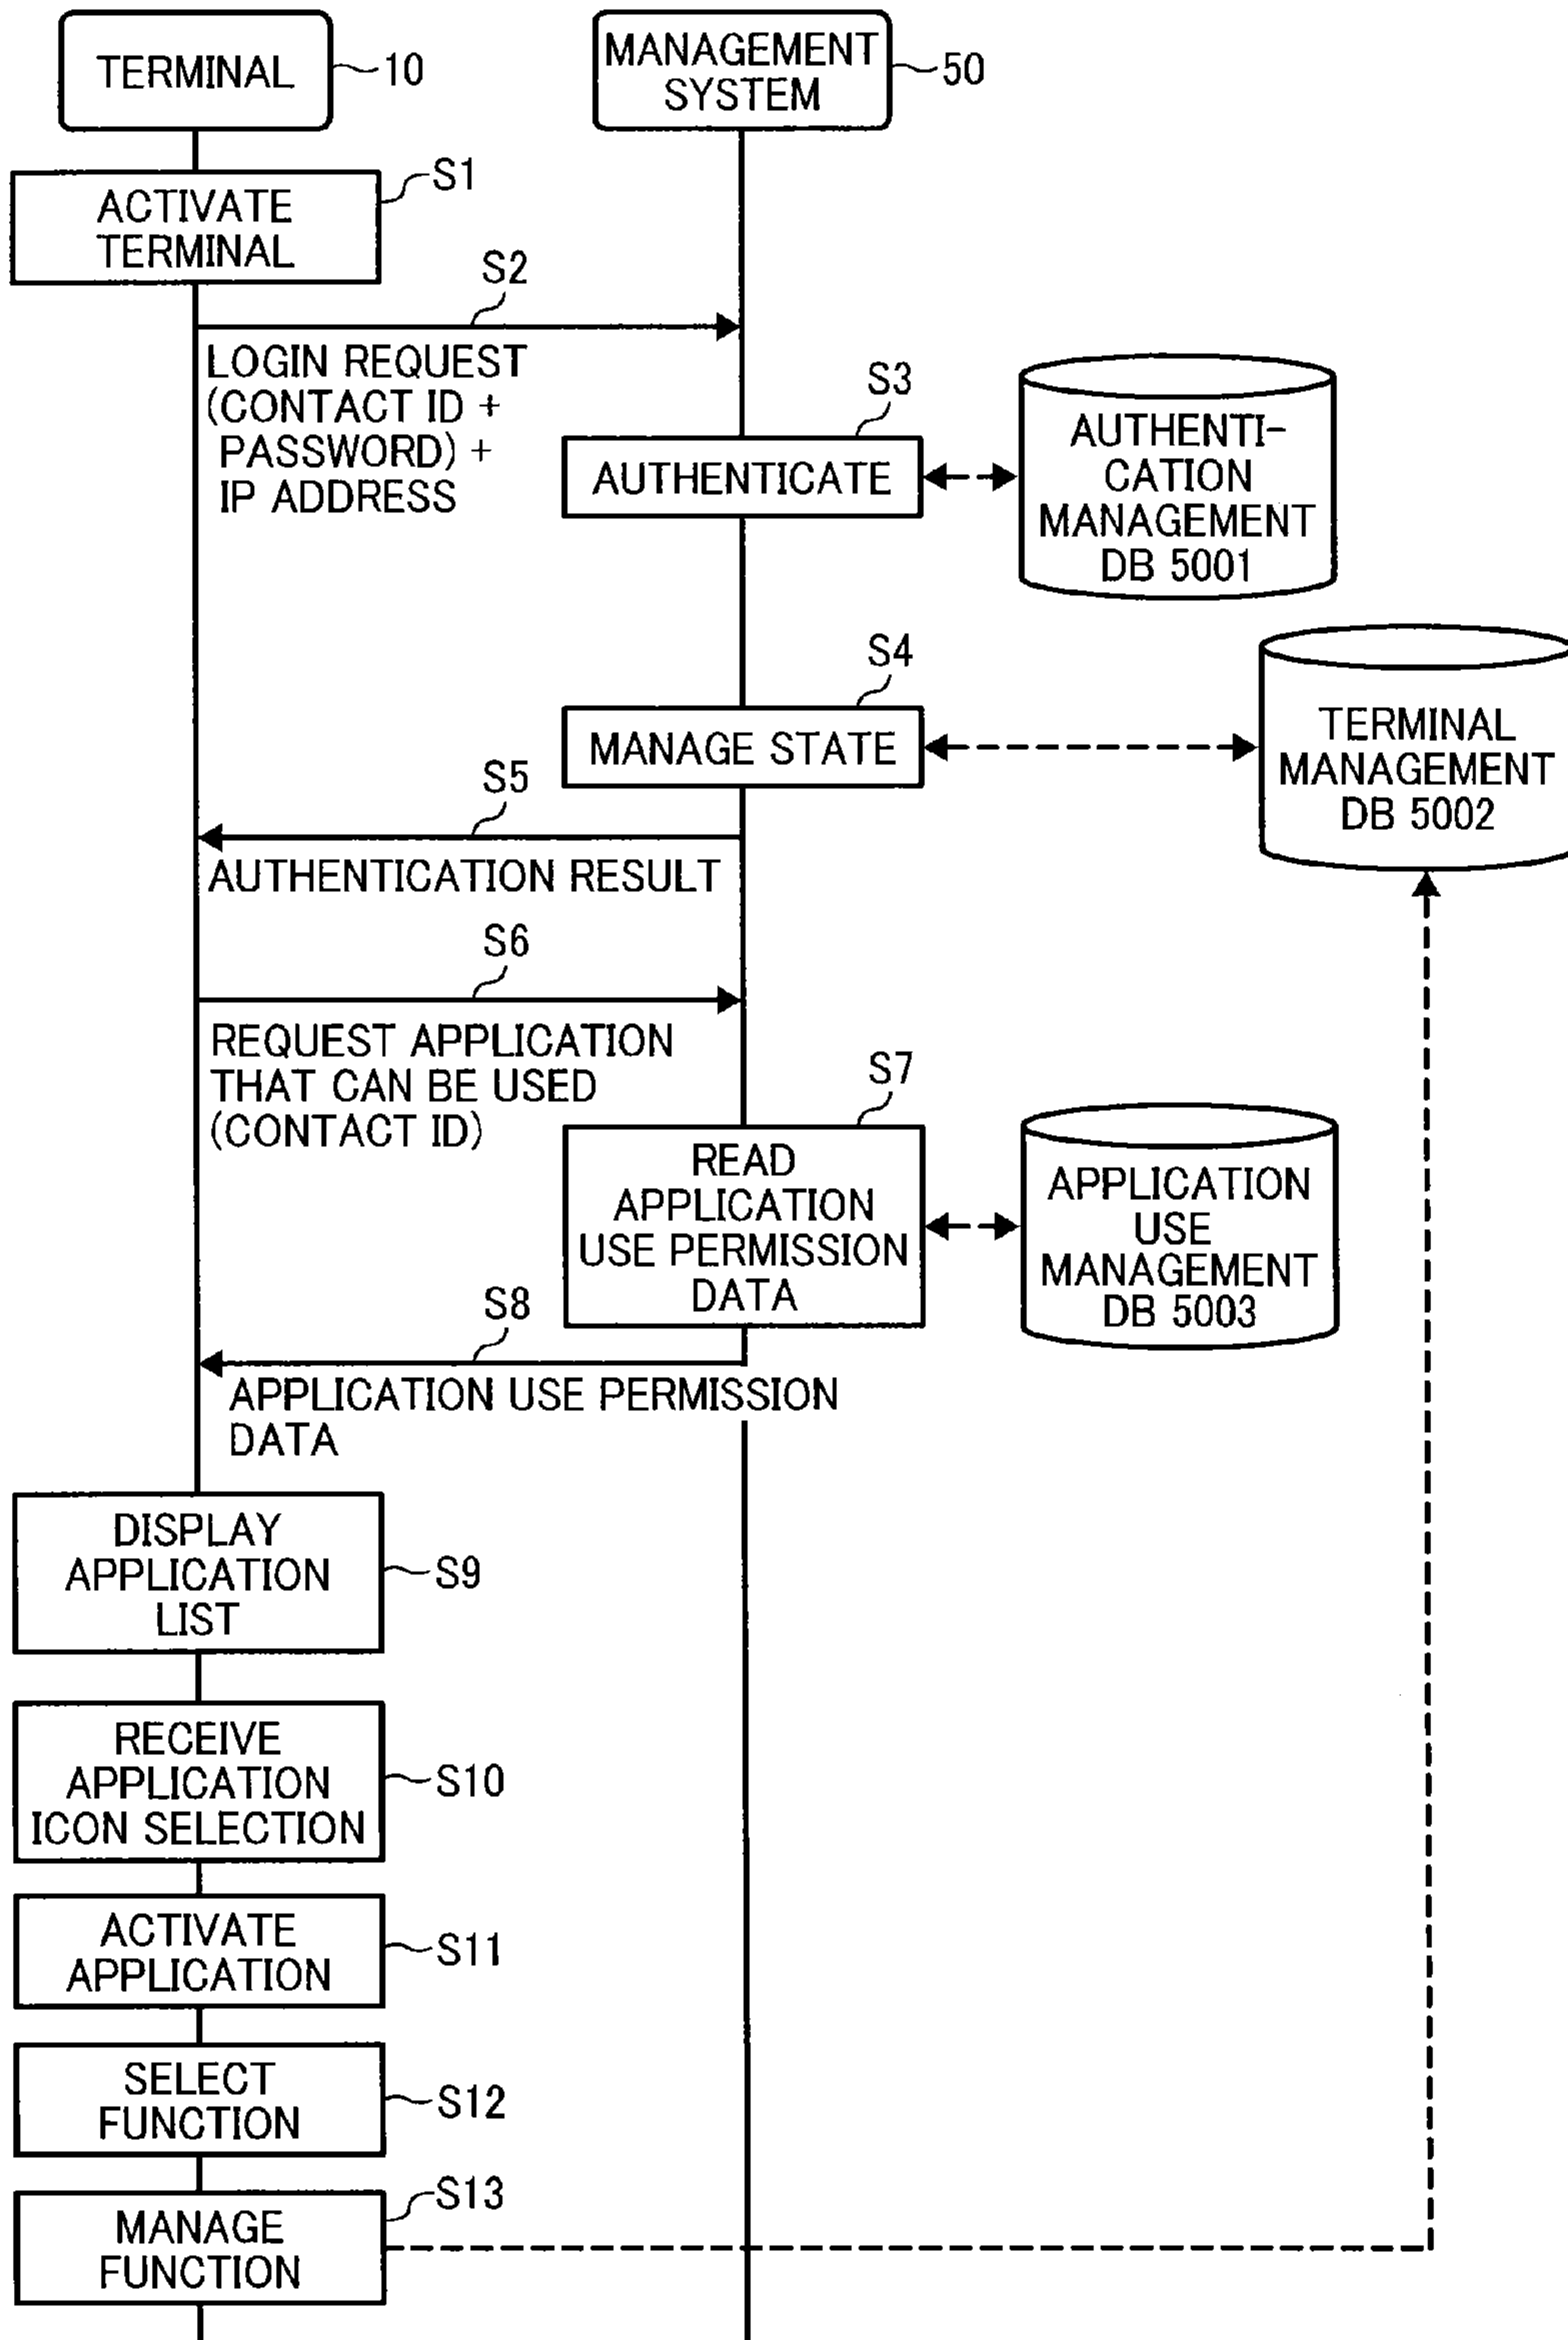 TERMINAL
10
MANAGEMENT
SYSTEM
50
S1
ACTIVATE
TERMINAL
S2
LOGIN REQUEST
(CONTACT ID +
PASSWORD) +
IP ADDRESS
S3
AUTHENTICATE
AUTHENTI-
CATION
MANAGEMENT
DB 5001
S4
MANAGE STATE
TERMINAL
MANAGEMENT
DB 5002
S5
AUTHENTICATION RESULT
S6
REQUEST APPLICATION
THAT CAN BE USED
(CONTACT ID)
S7
READ
APPLICATION
USE PERMISSION
DATA
APPLICATION
USE
MANAGEMENT
DB 5003
S8
APPLICATION USE PERMISSION
DATA
DISPLAY
APPLICATION
LIST
S9
RECEIVE
APPLICATION
ICON SELECTION
S10
ACTIVATE
APPLICATION
S11
SELECT
FUNCTION
S12
S13
MANAGE
FUNCTION